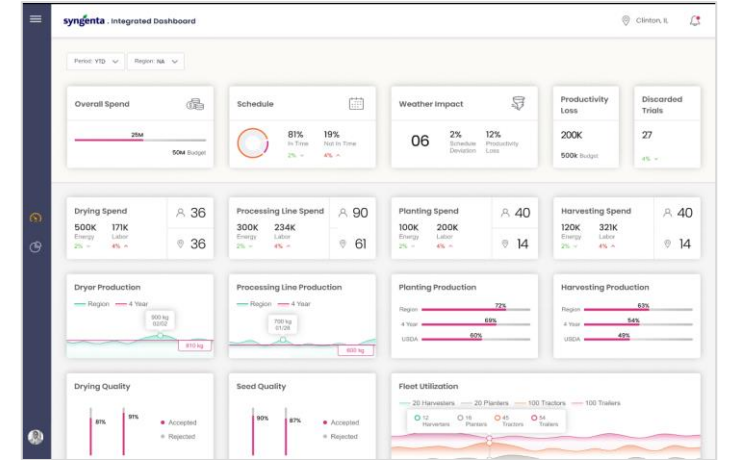 syngenta . Integrated Dashboard
Clinton, IL
Period: YTD
Region: NA
Overall Spend
25M
50M Budget
Schedule
81% 19%
In Time Not In Time
2% 4%
Weather Impact
06
2% 12%
Schedule Deviation Productivity Loss
Productivity Loss
200K
500k Budget
Discarded Trials
27
4%
Drying Spend
500K 171K
Energy Labor
2% 4%
36
36
Processing Line Spend
300K 234K
Energy Labor
2% 4%
90
61
Planting Spend
100K 200K
Energy Labor
2% 4%
40
14
Harvesting Spend
120K 321K
Energy Labor
2% 4%
40
14
Dryer Production
Region 4 Year
900 kg
02/02
810 kg
Processing Line Production
Region 4 Year
700 kg
01/28
600 kg
Planting Production
Region 72%
4 Year 69%
USDA 60%
Harvesting Production
Region 63%
4 Year 54%
USDA 49%
Drying Quality
81% 91%
Accepted
Rejected
Seed Quality
90% 87%
Accepted
Rejected
Fleet Utilization
20 Harvesters 20 Planters 100 Tractors 100 Trailers
12 16 45 54
Harvesters Planters Tractors Trailers